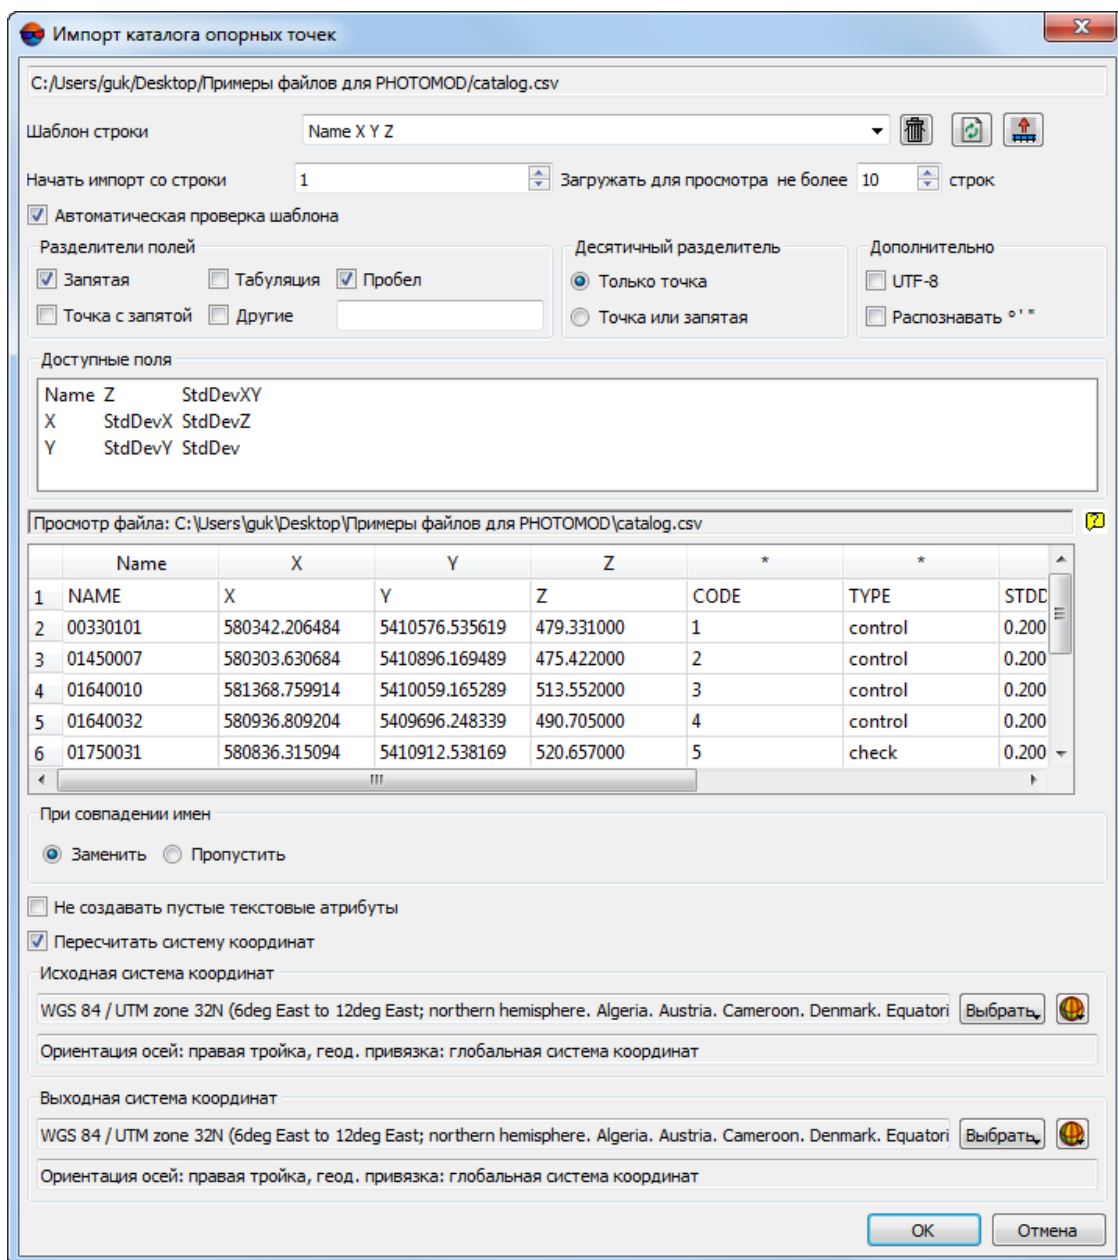 Импорт каталога опорных точек
C:/Users/guk/Desktop/Примеры файлов для PHOTOMOD/catalog.csv
Шаблон строки Name X Y Z
Начать импорт со строки 1 Загружать для просмотра не более 10 строк
Автоматическая проверка шаблона
Разделители полей Десятичный разделитель Дополнительно
Запятая Табуляция Пробел Только точка UTF-8
Точка с запятой Другие Точка или запятая Распознавать ° ' "
Доступные поля
Name Z StdDevXY
X StdDevX StdDevZ
Y StdDevY StdDev
Просмотр файла: C:\Users\guk\Desktop\Примеры файлов для PHOTOMOD\catalog.csv
Name X Y Z * *
1 NAME X Y Z CODE TYPE STDD
2 00330101 580342.206484 5410576.535619 479.331000 1 control 0.200
3 01450007 580303.630684 5410896.169489 475.422000 2 control 0.200
4 01640010 581368.759914 5410059.165289 513.552000 3 control 0.200
5 01640032 580936.809204 5409696.248339 490.705000 4 control 0.200
6 01750031 580836.315094 5410912.538169 520.657000 5 check 0.200
При совпадении имен
Заменить Пропустить
Не создавать пустые текстовые атрибуты
Пересчитать систему координат
Исходная система координат
WGS 84 / UTM zone 32N (6deg East to 12deg East; northern hemisphere. Algeria. Austria. Cameroon. Denmark. Equatori Выбрать
Ориентация осей: правая тройка, геод. привязка: глобальная система координат
Выходная система координат
WGS 84 / UTM zone 32N (6deg East to 12deg East; northern hemisphere. Algeria. Austria. Cameroon. Denmark. Equatori Выбрать
Ориентация осей: правая тройка, геод. привязка: глобальная система координат
OK Отмена